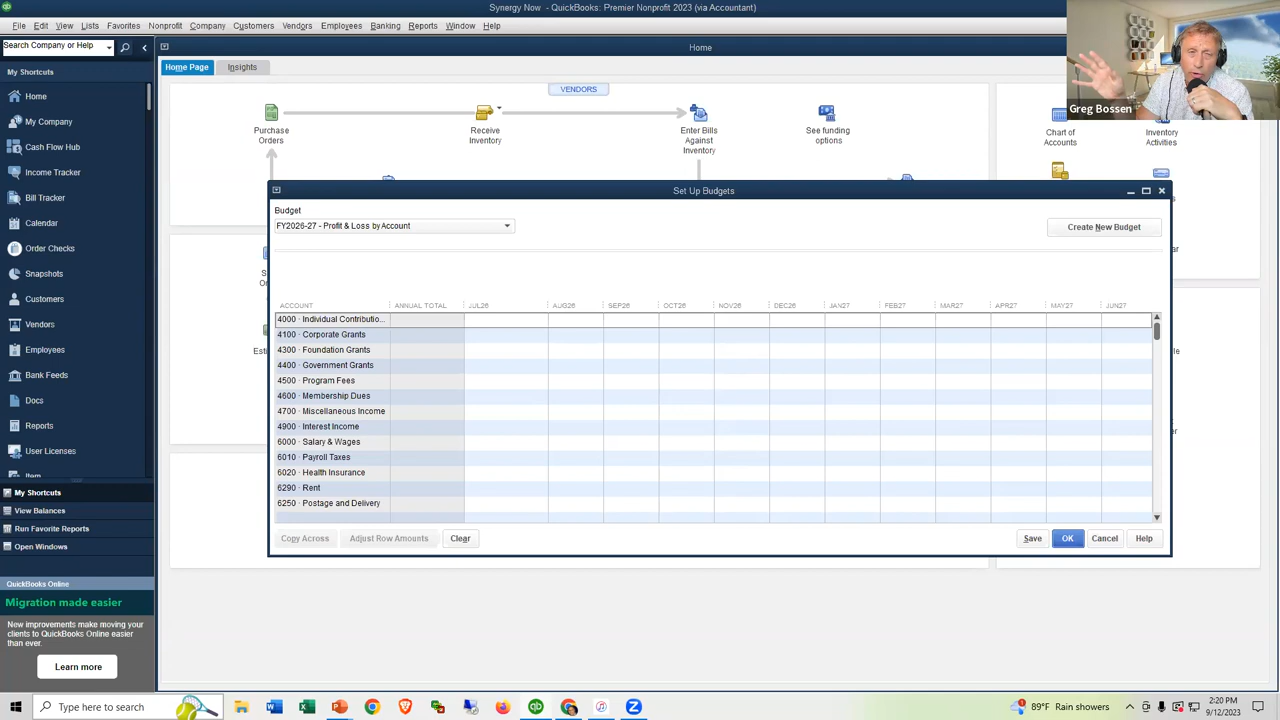 Synergy Now - QuickBooks: Premier Nonprofit 2023 (via Accountant)
File Edit View Lists Favorites Nonprofit Company Customers Vendors Employees Banking Reports Window Help
Search Company or Help
Home
My Shortcuts
Home
My Company
Cash Flow Hub
Income Tracker
Bill Tracker
Calendar
Order Checks
Snapshots
Customers
Vendors
Employees
Bank Feeds
Docs
Reports
User Licenses
Item
My Shortcuts
View Balances
Run Favorite Reports
Open Windows
QuickBooks Online
Migration made easier
New improvements make moving your
clients to QuickBooks Online easier
than ever.
Learn more
Home Page Insights
VENDORS
Purchase
Orders
Receive
Inventory
Enter Bills
Against
Inventory
See funding
options
Chart of
Accounts
Inventory
Activities
Greg Bossen
Set Up Budgets
Budget
FY2026-27 - Profit & Loss by Account
Create New Budget
ACCOUNT ANNUAL TOTAL JUL26 AUG26 SEP26 OCT26 NOV26 DEC26 JAN27 FEB27 MAR27 APR27 MAY27 JUN27
4000 · Individual Contributio...
4100 · Corporate Grants
4300 · Foundation Grants
4400 · Government Grants
4500 · Program Fees
4600 · Membership Dues
4700 · Miscellaneous Income
4900 · Interest Income
6000 · Salary & Wages
6010 · Payroll Taxes
6020 · Health Insurance
6290 · Rent
6250 · Postage and Delivery
Copy Across Adjust Row Amounts Clear Save OK Cancel Help
Type here to search
89°F Rain showers
2:20 PM
9/12/2023